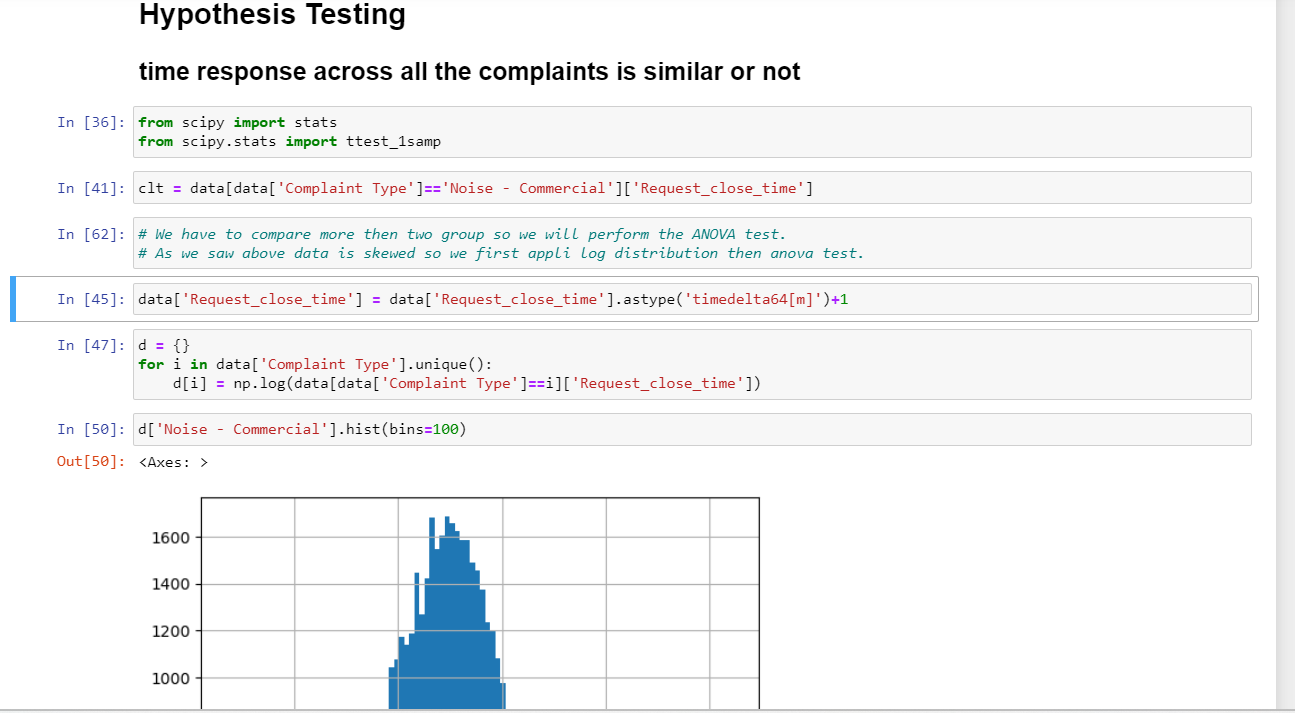 Hypothesis Testing
time response across all the complaints is similar or not
In [36]: from scipy import stats
from scipy.stats import ttest_1samp
In [41]: clt = data[data['Complaint Type']=='Noise - Commercial']['Request_close_time']
In [62]: # We have to compare more then two group so we will perform the ANOVA test.
# As we saw above data is skewed so we first appli log distribution then anova test.
In [45]: data['Request_close_time'] = data['Request_close_time'].astype('timedelta64[m]')+1
In [47]: d = {}
for i in data['Complaint Type'].unique():
    d[i] = np.log(data[data['Complaint Type']==i]['Request_close_time'])
In [50]: d['Noise - Commercial'].hist(bins=100)
Out[50]: <Axes: >
1600
1400
1200
1000